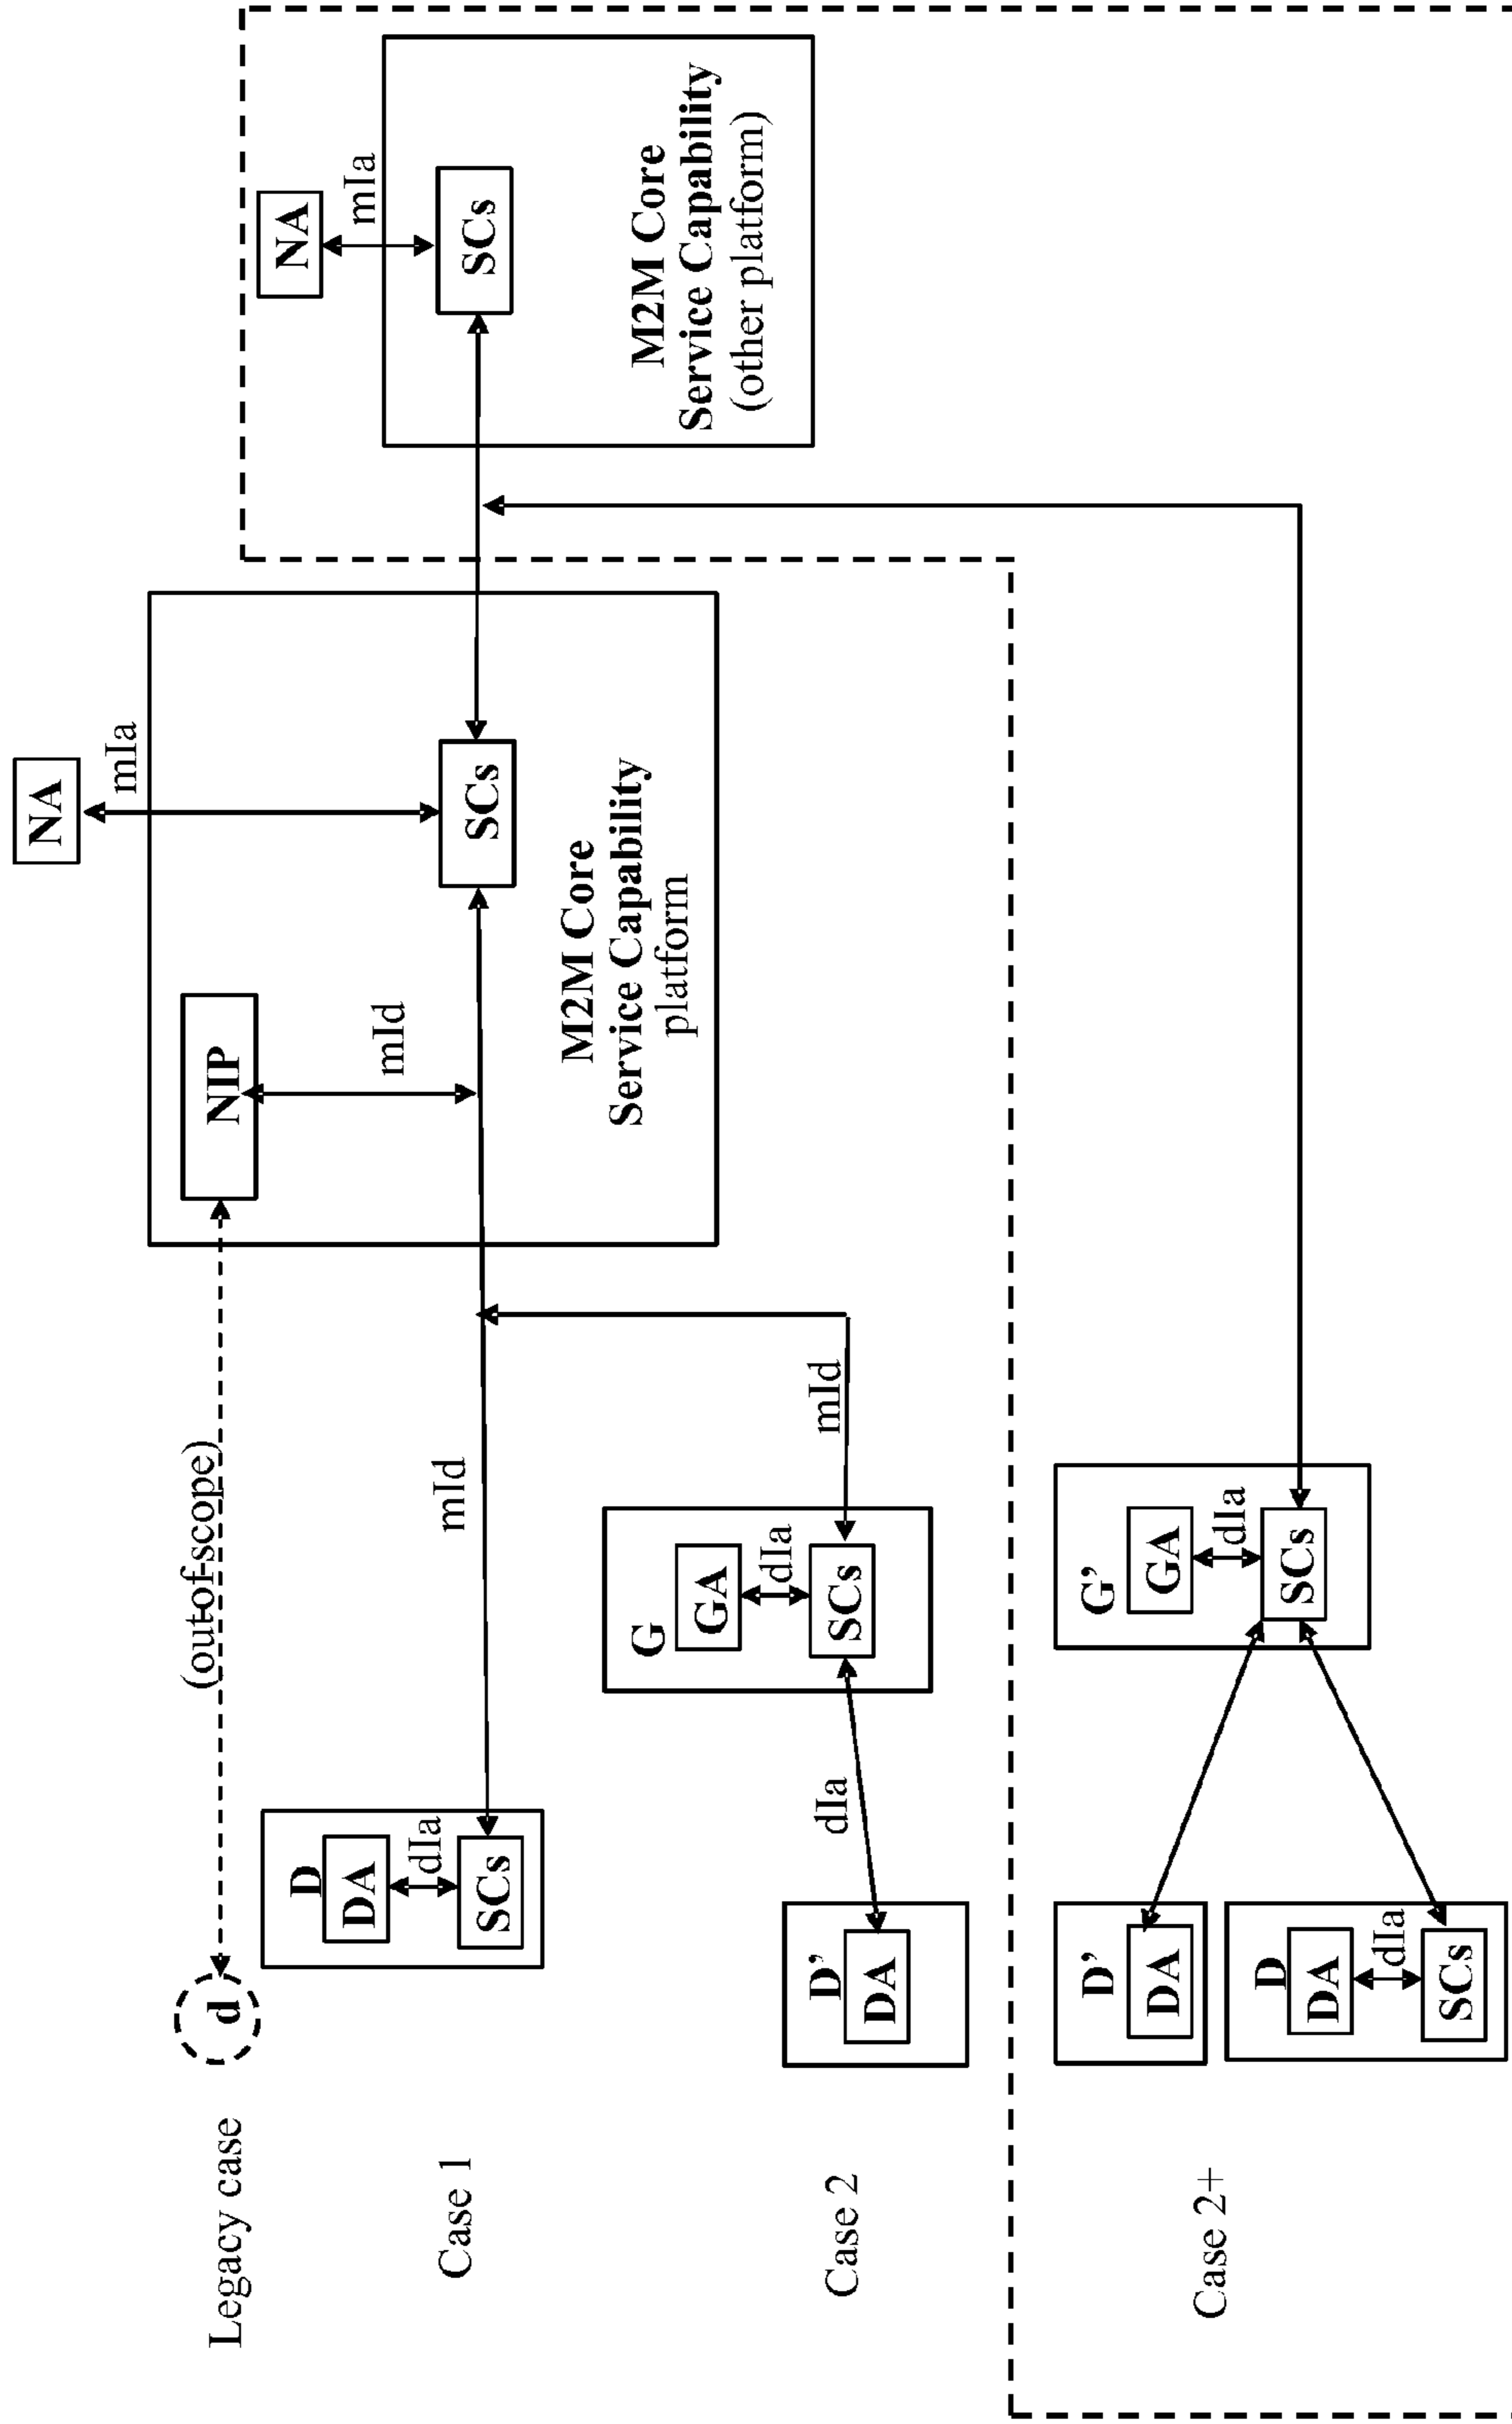 Legacy case
d
(out-of-scope)
NIP
mId
NA
mIa
SCs
M2M Core
Service Capability
platform
NA
mIa
SCs
M2M Core
Service Capability
(other platform)
Case 1
D
DA
dIa
SCs
mId
Case 2
D'
DA
dIa
G
GA
dIa
SCs
mId
Case 2+
D'
DA
D
DA
dIa
SCs
G'
GA
dIa
SCs